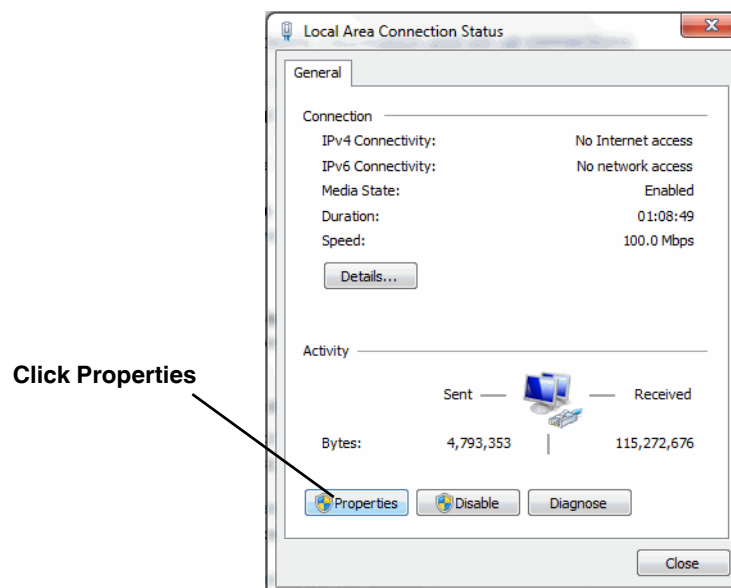 Local Area Connection Status
General
Connection
IPv4 Connectivity: No Internet access
IPv6 Connectivity: No network access
Media State: Enabled
Duration: 01:08:49
Speed: 100.0 Mbps
Details...
Activity
Click Properties
Sent Received
Bytes: 4,793,353 115,272,676
Properties Disable Diagnose
Close